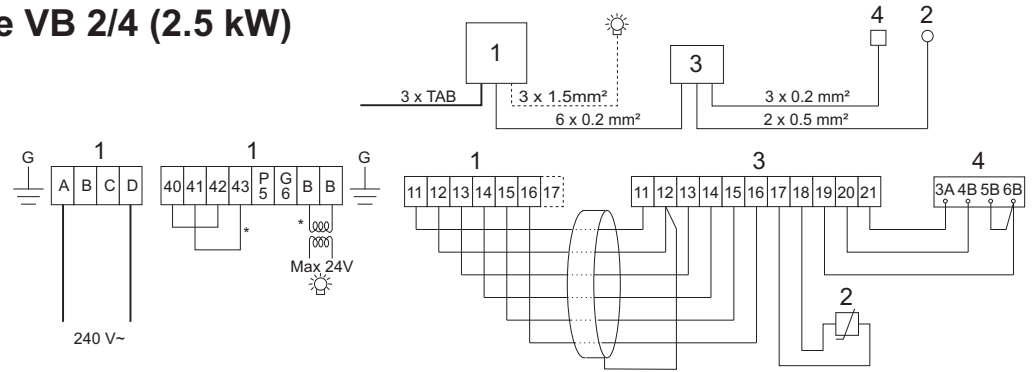 e VB 2/4 (2.5 kW)
4 2
1
3
3 x TAB 3 x 1.5mm² 3 x 0.2 mm²
6 x 0.2 mm² 2 x 0.5 mm²
G 1 1 G 1 3 4
A B C D 40 41 42 43 P5 G6 B B 11 12 13 14 15 16 17 11 12 13 14 15 16 17 18 19 20 21 3A 4B 5B 6B
* *
Max 24V
2
240 V~